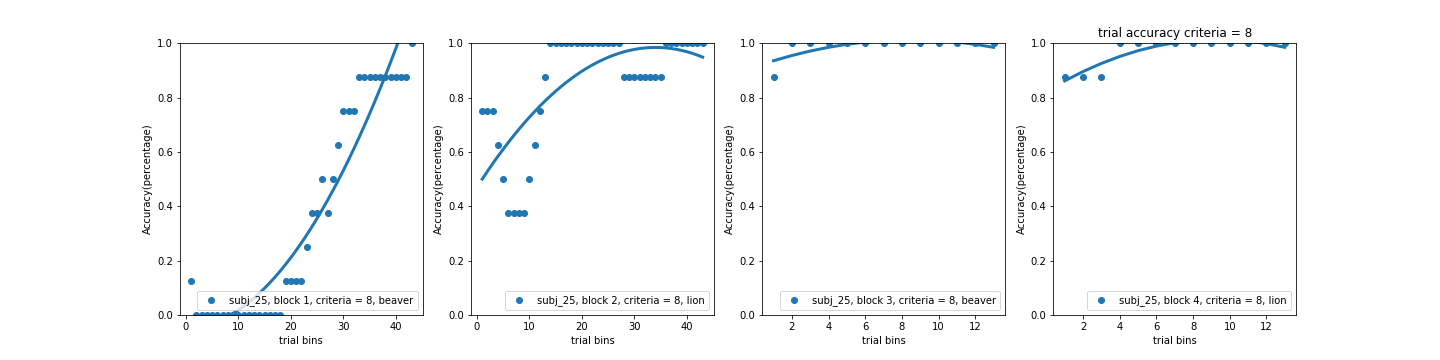 trial accuracy criteria = 8
1.0
0.8
0.6
0.4
0.2
0.0
Accuracy(percentage)
subj_25, block 1, criteria = 8, beaver
0 10 20 30 40
trial bins
1.0
0.8
0.6
0.4
0.2
0.0
Accuracy(percentage)
subj_25, block 2, criteria = 8, lion
0 10 20 30 40
trial bins
1.0
0.8
0.6
0.4
0.2
0.0
Accuracy(percentage)
subj_25, block 3, criteria = 8, beaver
2 4 6 8 10 12
trial bins
1.0
0.8
0.6
0.4
0.2
0.0
Accuracy(percentage)
subj_25, block 4, criteria = 8, lion
2 4 6 8 10 12
trial bins